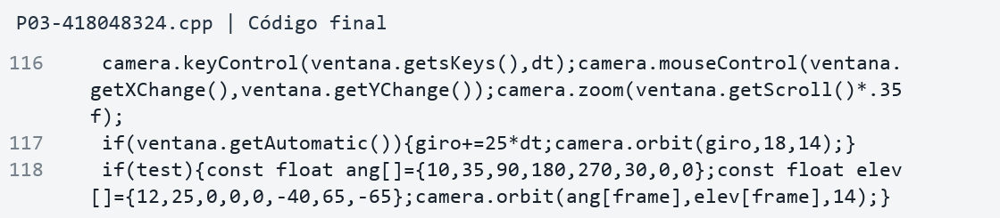 P03-418048324.cpp | Código final
116 camera.keyControl(ventana.getsKeys(),dt);camera.mouseControl(ventana.
getXChange(),ventana.getYChange());camera.zoom(ventana.getScroll()*.35
f);
117 if(ventana.getAutomatic()){giro+=25*dt;camera.orbit(giro,18,14);}
118 if(test){const float ang[]={10,35,90,180,270,30,0,0};const float elev
[]={12,25,0,0,0,-40,65,-65};camera.orbit(ang[frame],elev[frame],14);}